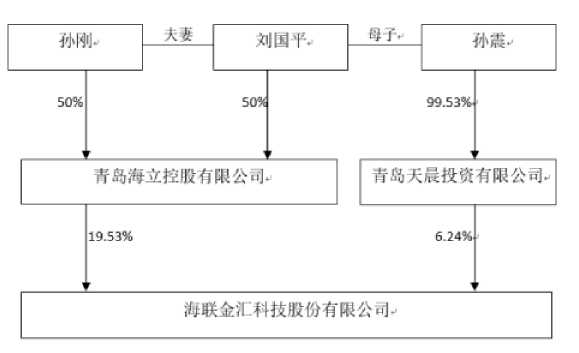 孙刚
夫妻
刘国平
母子
孙震
50%
50%
99.53%
青岛海立控股有限公司
青岛天晨投资有限公司
19.53%
6.24%
海联金汇科技股份有限公司